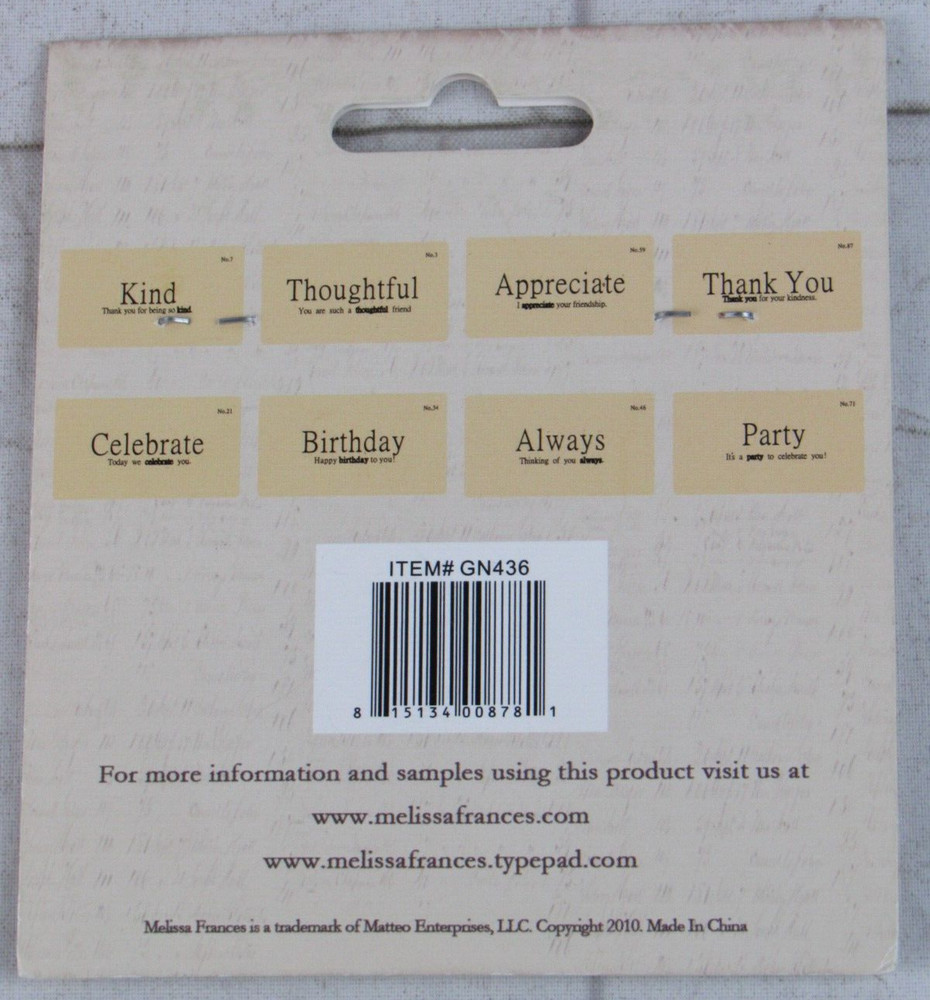 No.7
Kind
Thank you for being so kind
No.3
Thoughtful
You are such a thoughtful friend
No.59
Appreciate
I appreciate your friendship.
No.87
Thank You
Thank you for your kindness.
No.21
Celebrate
Today we celebrate you.
No.34
Birthday
Happy birthday to you!
No.46
Always
Thinking of you always.
No.71
Party
It's a party to celebrate you!
ITEM# GN436
8 15134 00878 1
For more information and samples using this product visit us at
www.melissafrances.com
www.melissafrances.typepad.com
Melissa Frances is a trademark of Matteo Enterprises, LLC. Copyright 2010. Made In China